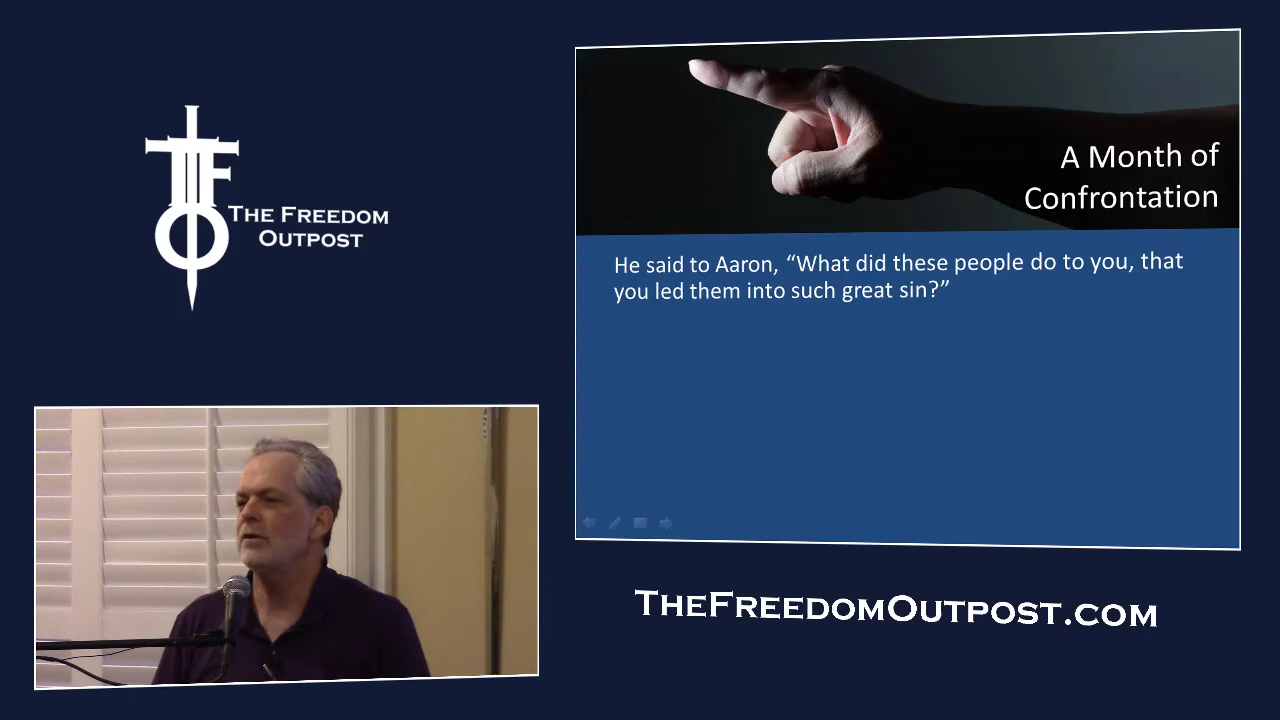 TFO
THE FREEDOM
OUTPOST
A Month of
Confrontation
He said to Aaron, “What did these people do to you, that
you led them into such great sin?”
THEFREEDOMOUTPOST.COM